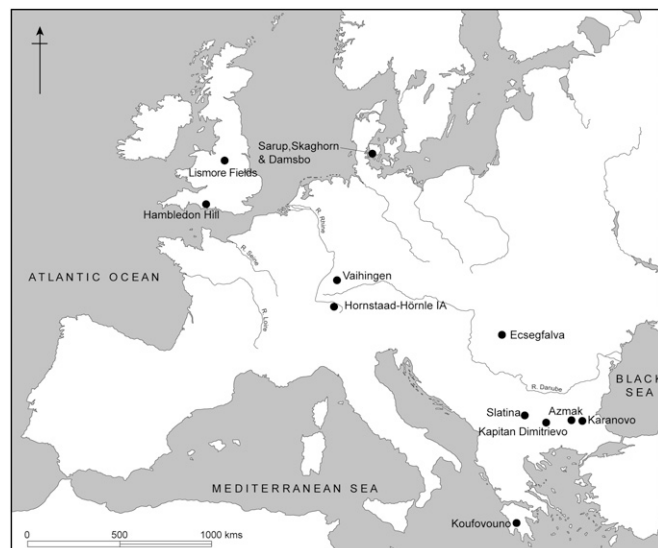 Sarup,Skaghorn
& Damsbo
Lismore Fields
Hambledon Hill
R. Rhine
R. Seine
ATLANTIC OCEAN
Vaihingen
Hornstaad-Hörnle IA
R. Loire
Ecsegfalva
R. Danube
BLACK
SEA
Slatina
Azmak
Karanovo
Kapitan Dimitrievo
MEDITERRANEAN SEA
Koufovouno
0 500 1000 kms